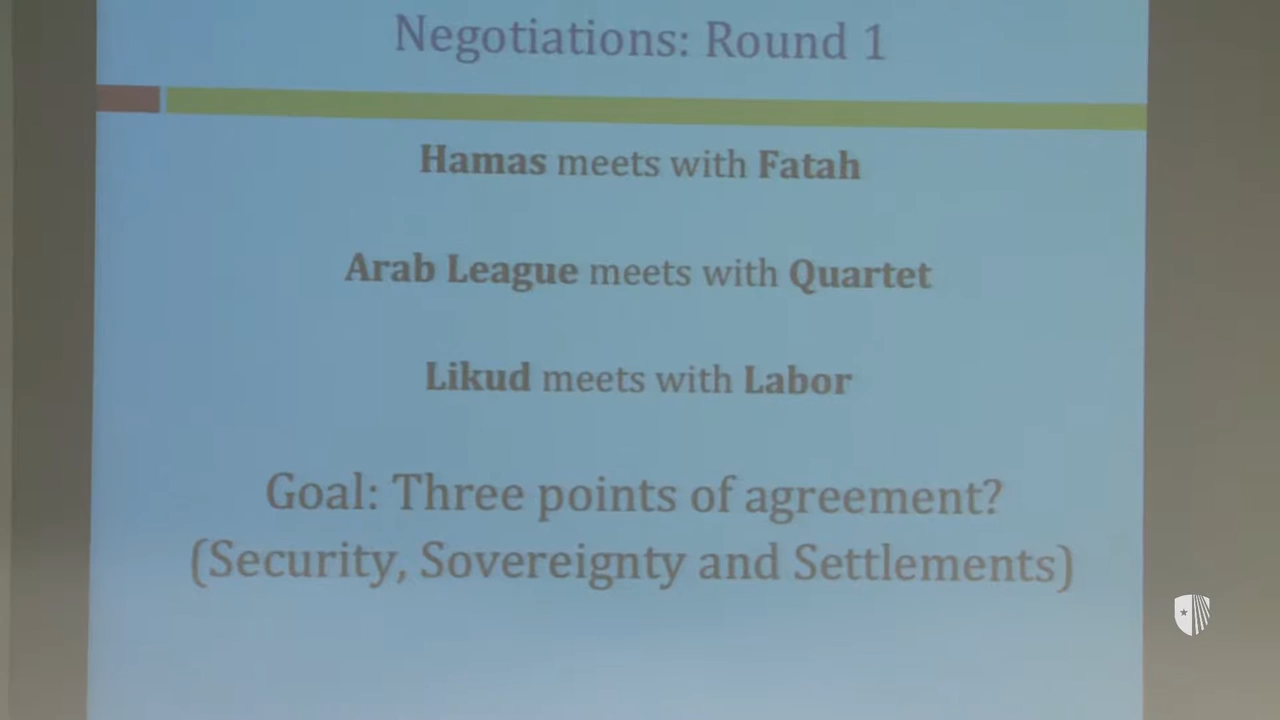 Negotiations: Round 1
Hamas meets with Fatah
Arab League meets with Quartet
Likud meets with Labor
Goal: Three points of agreement?
(Security, Sovereignty and Settlements)